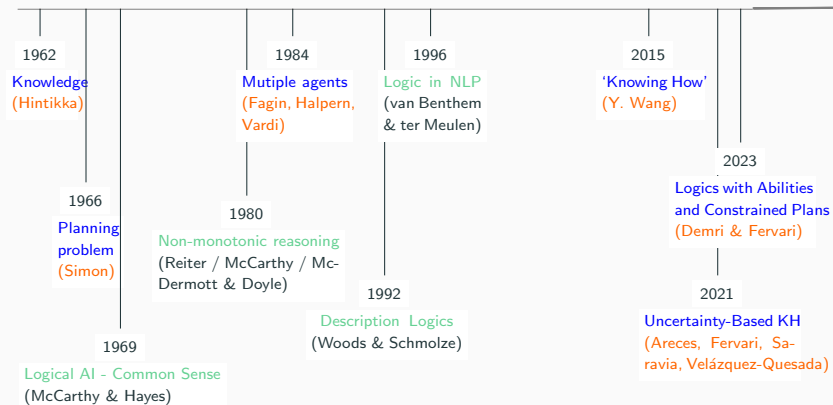 1962
Knowledge
(Hintikka)
1966
Planning
problem
(Simon)
1969
Logical AI - Common Sense
(McCarthy & Hayes)
1980
Non-monotonic reasoning
(Reiter / McCarthy / Mc-
Dermott & Doyle)
1984
Mutiple agents
(Fagin, Halpern,
Vardi)
1992
Description Logics
(Woods & Schmolze)
1996
Logic in NLP
(van Benthem
& ter Meulen)
2015
‘Knowing How’
(Y. Wang)
2021
Uncertainty-Based KH
(Areces, Fervari, Sa-
ravia, Velázquez-Quesada)
2023
Logics with Abilities
and Constrained Plans
(Demri & Fervari)